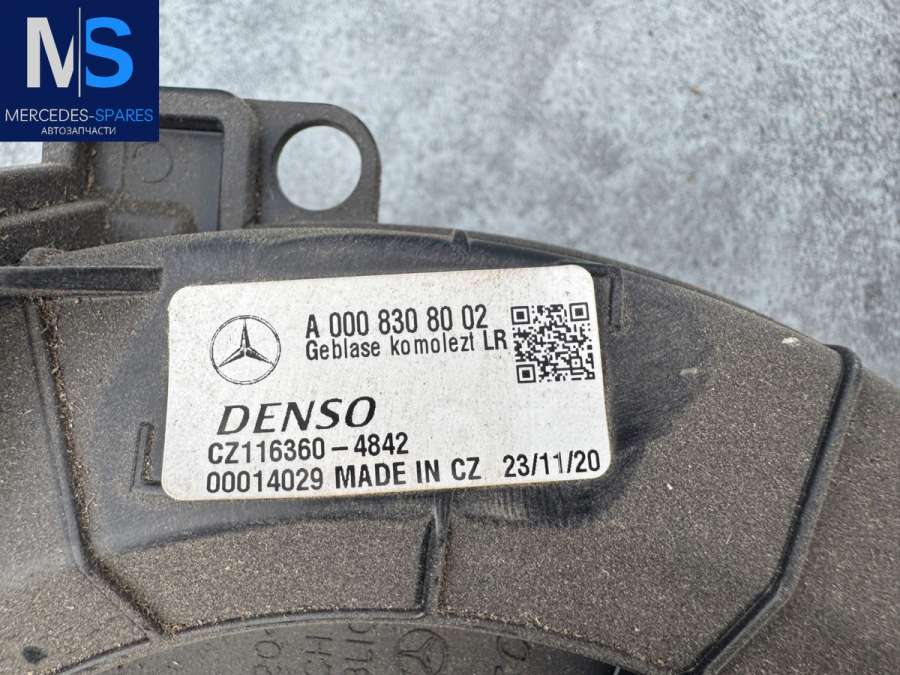 MS
MERCEDES-SPARES
АВТОЗАПЧАСТИ
A 000 830 80 02
Geblase komolezt LR
DENSO
CZ116360-4842
00014029 MADE IN CZ 23/11/20